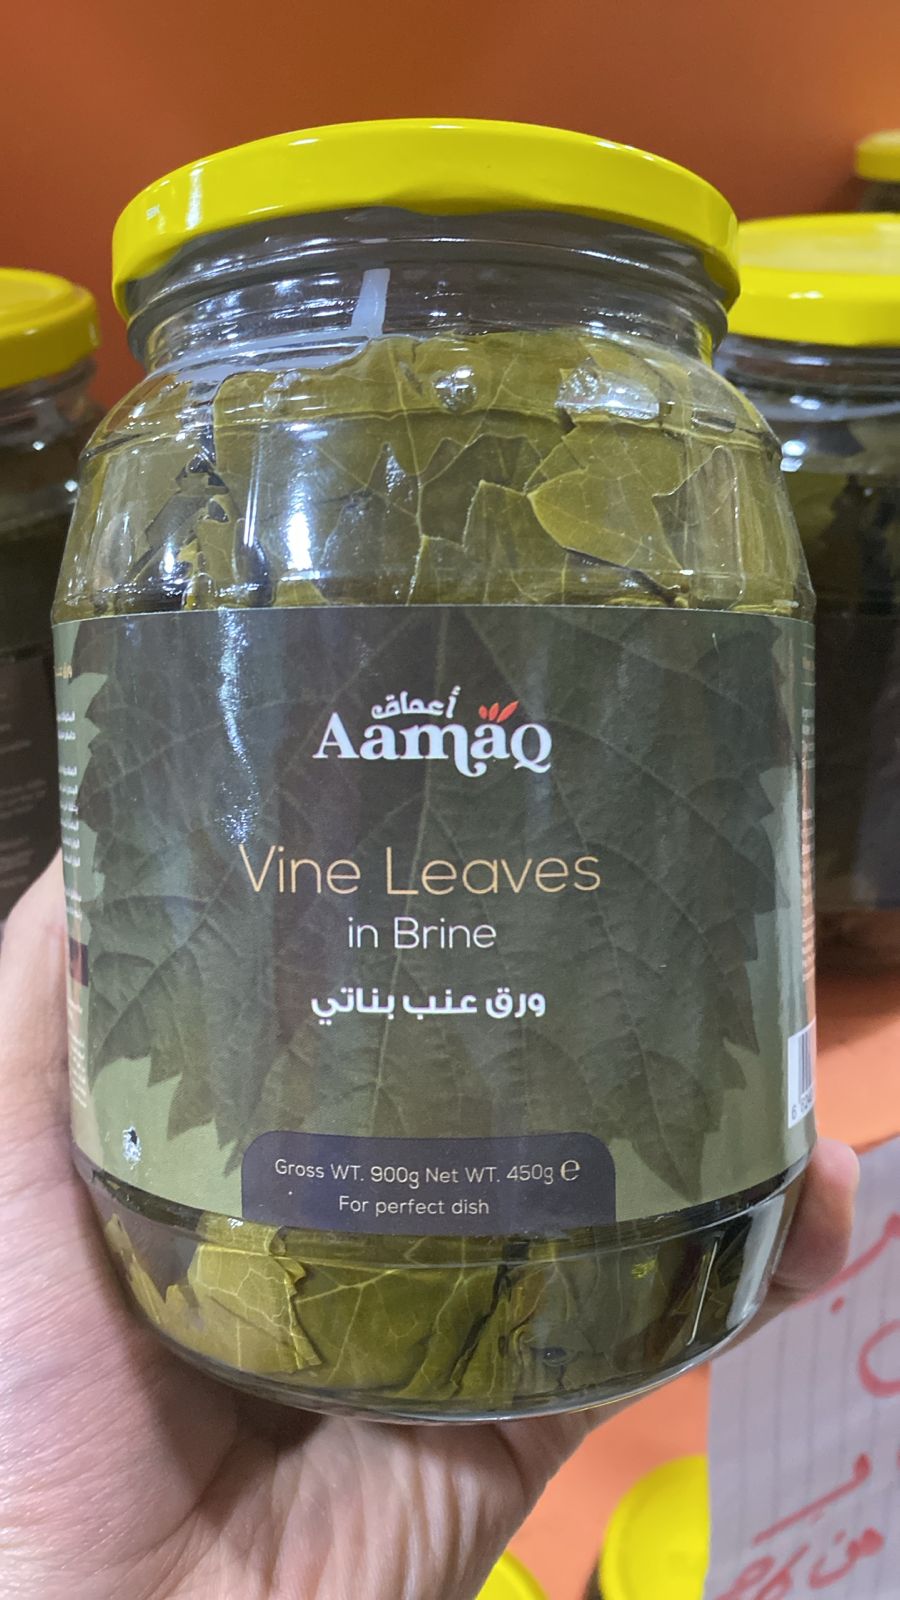 أعماق
Aamaq
Vine Leaves
in Brine
ورق عنب بناتي
Gross WT. 900g Net WT. 450g ℮
For perfect dish